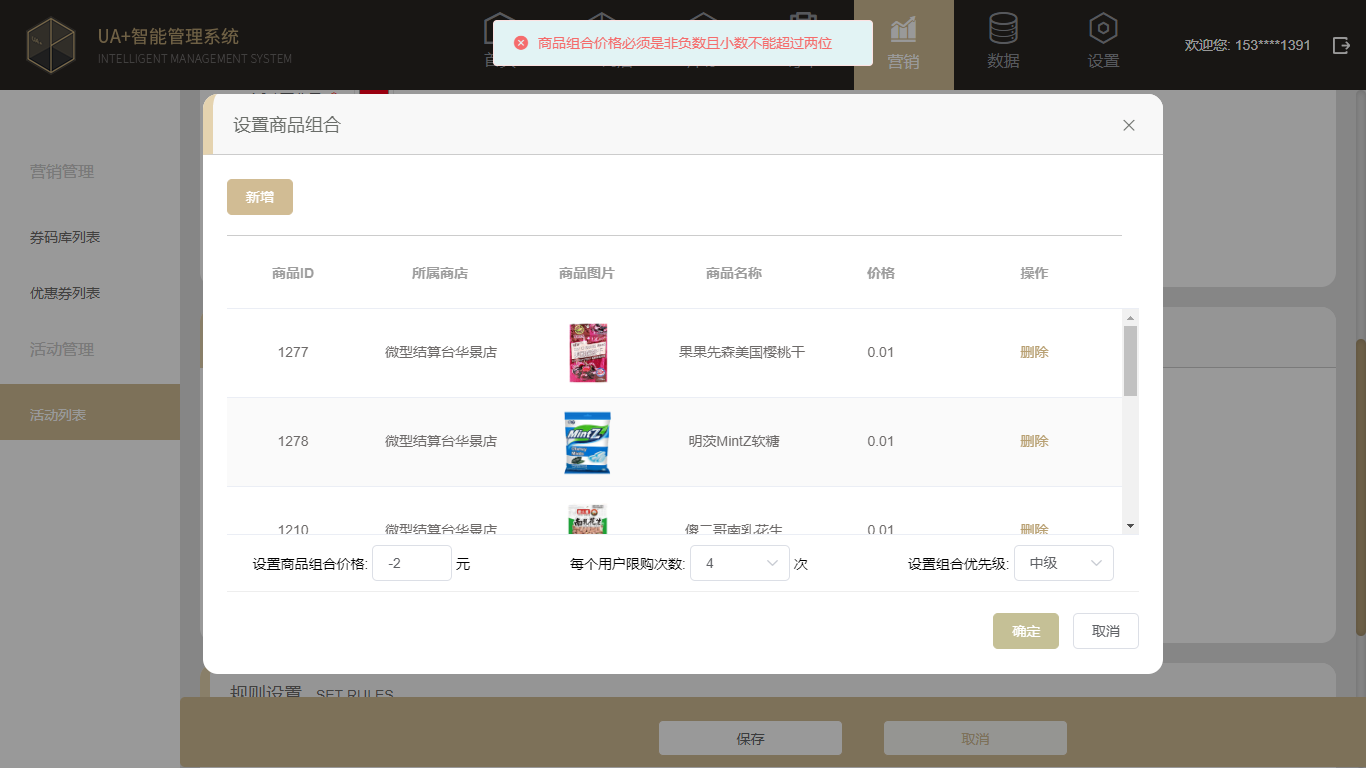 UA+智能管理系统
INTELLIGENT MANAGEMENT SYSTEM
商品组合价格必须是非负数且小数不能超过两位
营销
数据
设置
欢迎您: 153****1391
设置商品组合
营销管理
券码库列表
优惠券列表
活动管理
活动列表
新增
商品ID 所属商店 商品图片 商品名称 价格 操作
1277 微型结算台华景店 果果先森美国樱桃干 0.01 删除
MintZ
1278 微型结算台华景店 明茨MintZ软糖 0.01 删除
1210 微型结算台华景店 傻二哥南乳花生 0.01 删除
设置商品组合价格: -2 元 每个用户限购次数: 4 次 设置组合优先级: 中级
确定 取消
规则设置 SET RULES
保存 取消